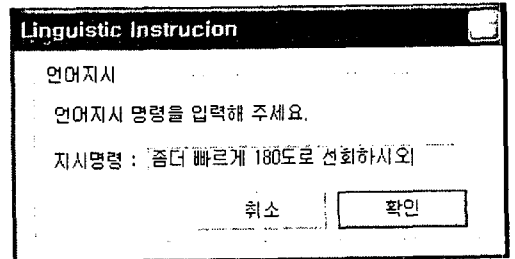 Linguistic Instrucion
언어지시
언어지시 명령을 입력해 주세요.
지시명령 : 좀더 빠르게 180도로 선회하시오
취소 확인